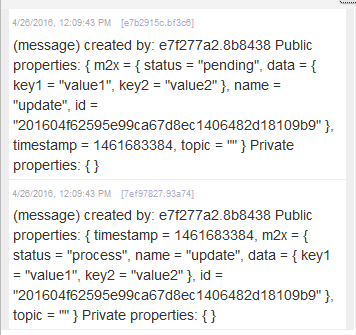 4/26/2016, 12:09:43 PM [e7b2915c.bf3c6]
(message) created by: e7f277a2.8b8438 Public
properties: { m2x = { status = "pending", data = {
key1 = "value1", key2 = "value2" }, name =
"update", id =
"201604f62595e99ca67d8ec1406482d18109b9" },
timestamp = 1461683384, topic = "" } Private
properties: { }
4/26/2016, 12:09:43 PM [7ef97827.93a74]
(message) created by: e7f277a2.8b8438 Public
properties: { timestamp = 1461683384, m2x = {
status = "process", name = "update", data = { key1
= "value1", key2 = "value2" }, id =
"201604f62595e99ca67d8ec1406482d18109b9" },
topic = "" } Private properties: { }